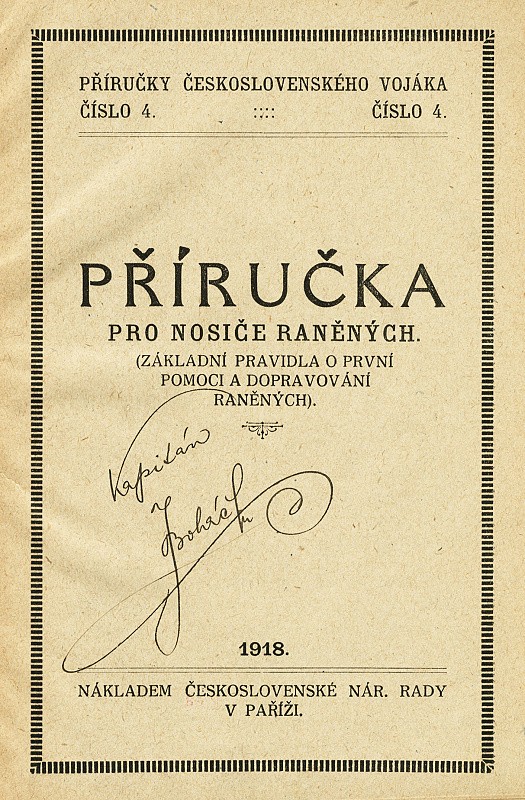 PŘÍRUČKY ČESKOSLOVENSKÉHO VOJÁKA
ČÍSLO 4. :::: ČÍSLO 4.
PŘÍRUČKA
PRO NOSIČE RANĚNÝCH.
(ZÁKLADNÍ PRAVIDLA O PRVNÍ
POMOCI A DOPRAVOVÁNÍ
RANĚNÝCH).
Kapitán
Boháč
1918.
NÁKLADEM ČESKOSLOVENSKÉ NÁR. RADY
V PAŘÍŽI.